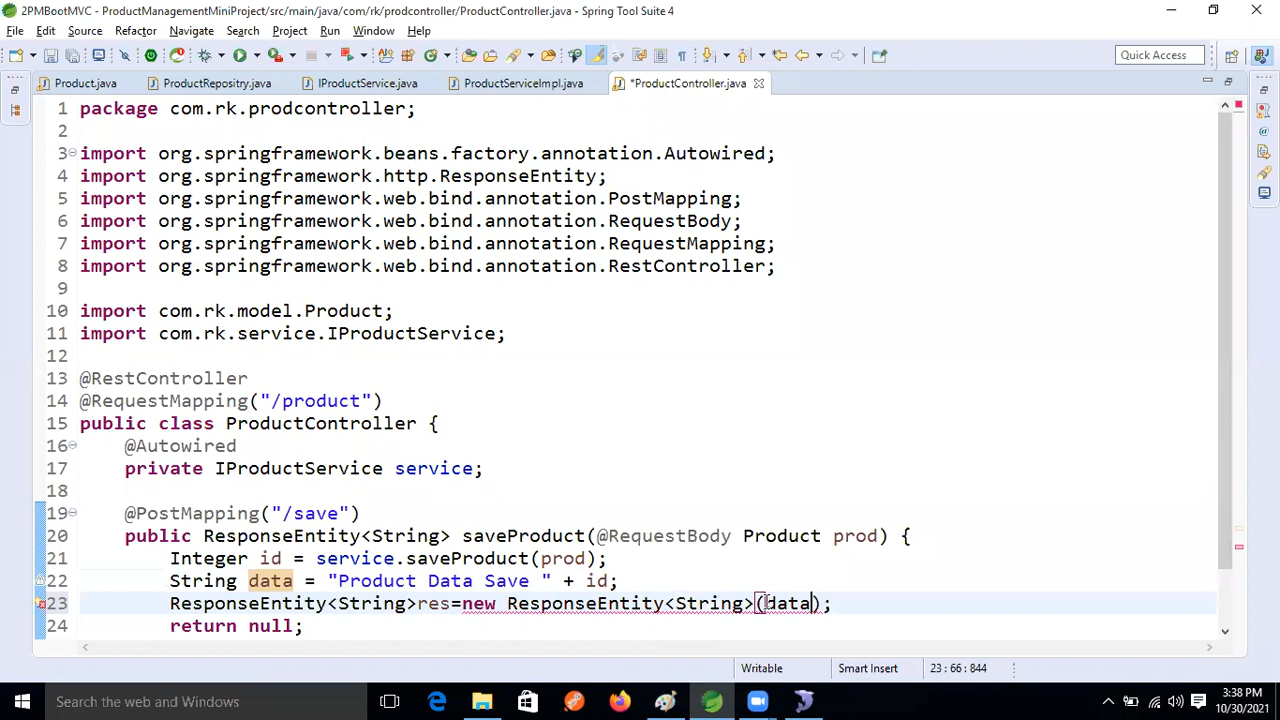 2PMBootMVC - ProductManagementMiniProject/src/main/java/com/rk/prodcontroller/ProductController.java - Spring Tool Suite 4
File Edit Source Refactor Navigate Search Project Run Window Help
Quick Access
Product.java ProductRepositry.java IProductService.java ProductServiceImpl.java *ProductController.java
1 package com.rk.prodcontroller;
2
3 import org.springframework.beans.factory.annotation.Autowired;
4 import org.springframework.http.ResponseEntity;
5 import org.springframework.web.bind.annotation.PostMapping;
6 import org.springframework.web.bind.annotation.RequestBody;
7 import org.springframework.web.bind.annotation.RequestMapping;
8 import org.springframework.web.bind.annotation.RestController;
9
10 import com.rk.model.Product;
11 import com.rk.service.IProductService;
12
13 @RestController
14 @RequestMapping("/product")
15 public class ProductController {
16 @Autowired
17 private IProductService service;
18
19 @PostMapping("/save")
20 public ResponseEntity<String> saveProduct(@RequestBody Product prod) {
21 Integer id = service.saveProduct(prod);
22 String data = "Product Data Save " + id;
23 ResponseEntity<String>res=new ResponseEntity<String>(data);
24 return null;
Writable Smart Insert 23 : 66 : 844
Search the web and Windows
3:38 PM
10/30/2021